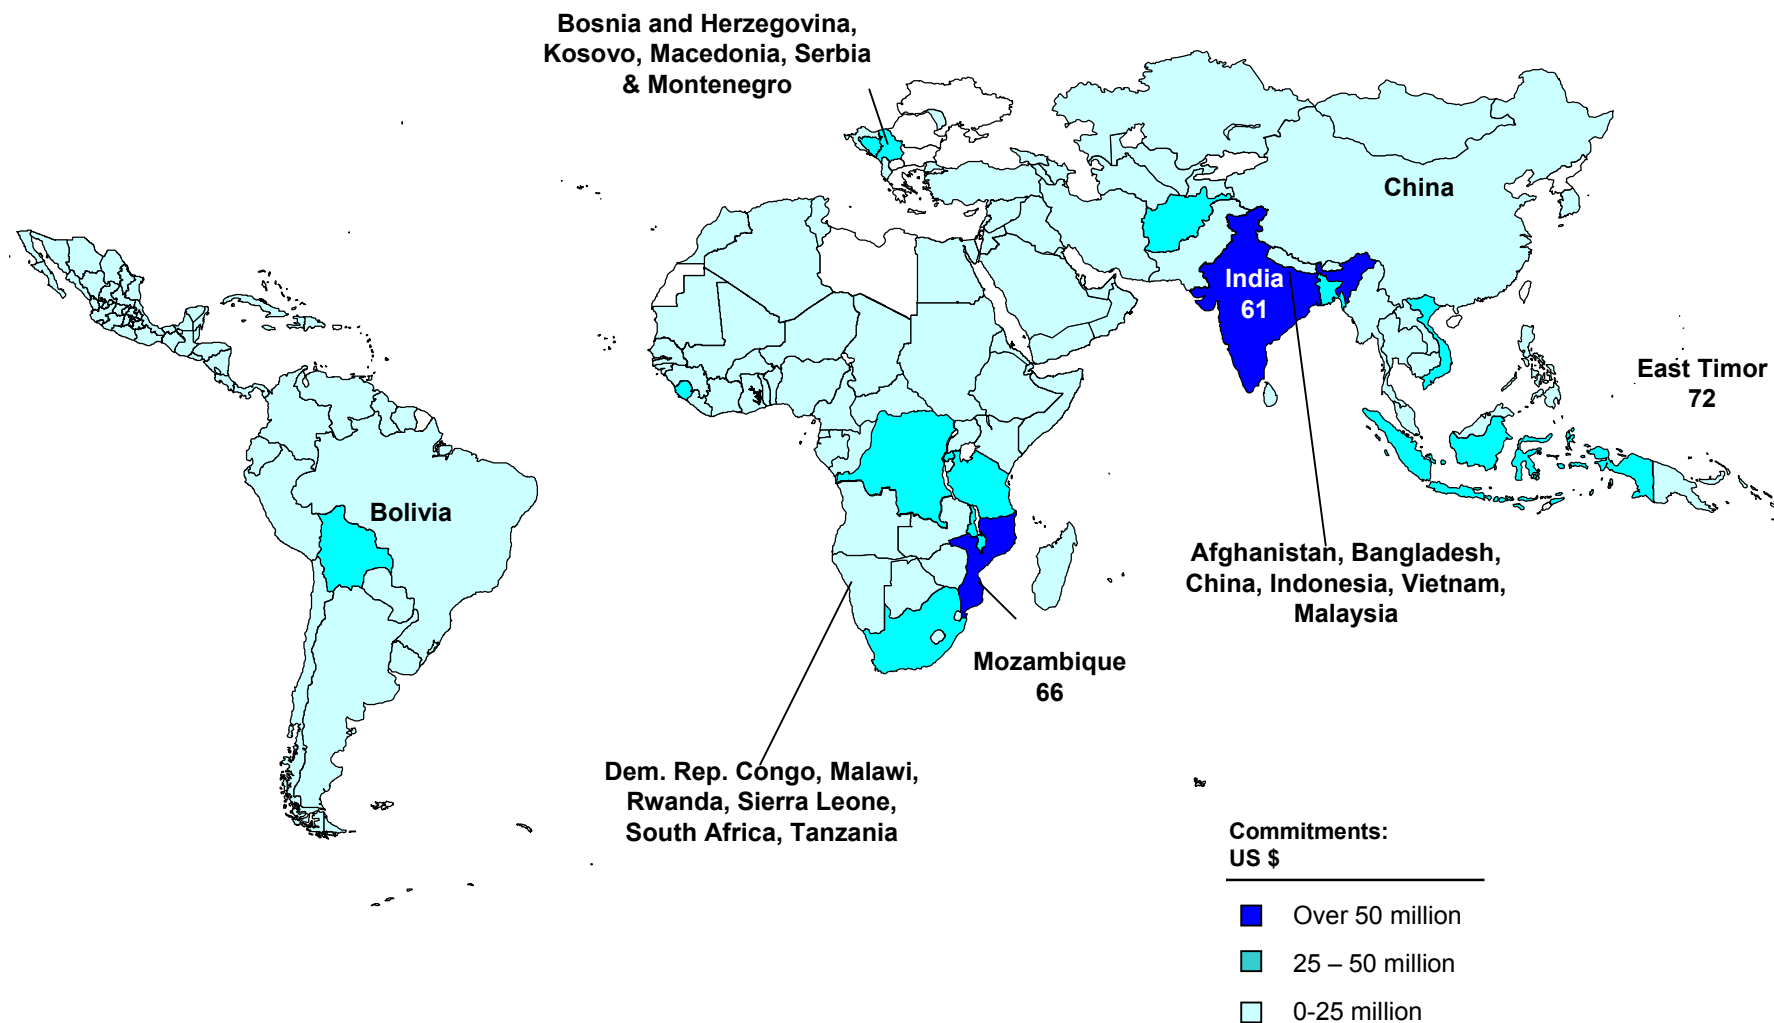 Bosnia and Herzegovina,
Kosovo, Macedonia, Serbia
& Montenegro
China
India
61
East Timor
72
Bolivia
Afghanistan, Bangladesh,
China, Indonesia, Vietnam,
Malaysia
Mozambique
66
Dem. Rep. Congo, Malawi,
Rwanda, Sierra Leone,
South Africa, Tanzania
Commitments:
US $
Over 50 million
25 – 50 million
0-25 million